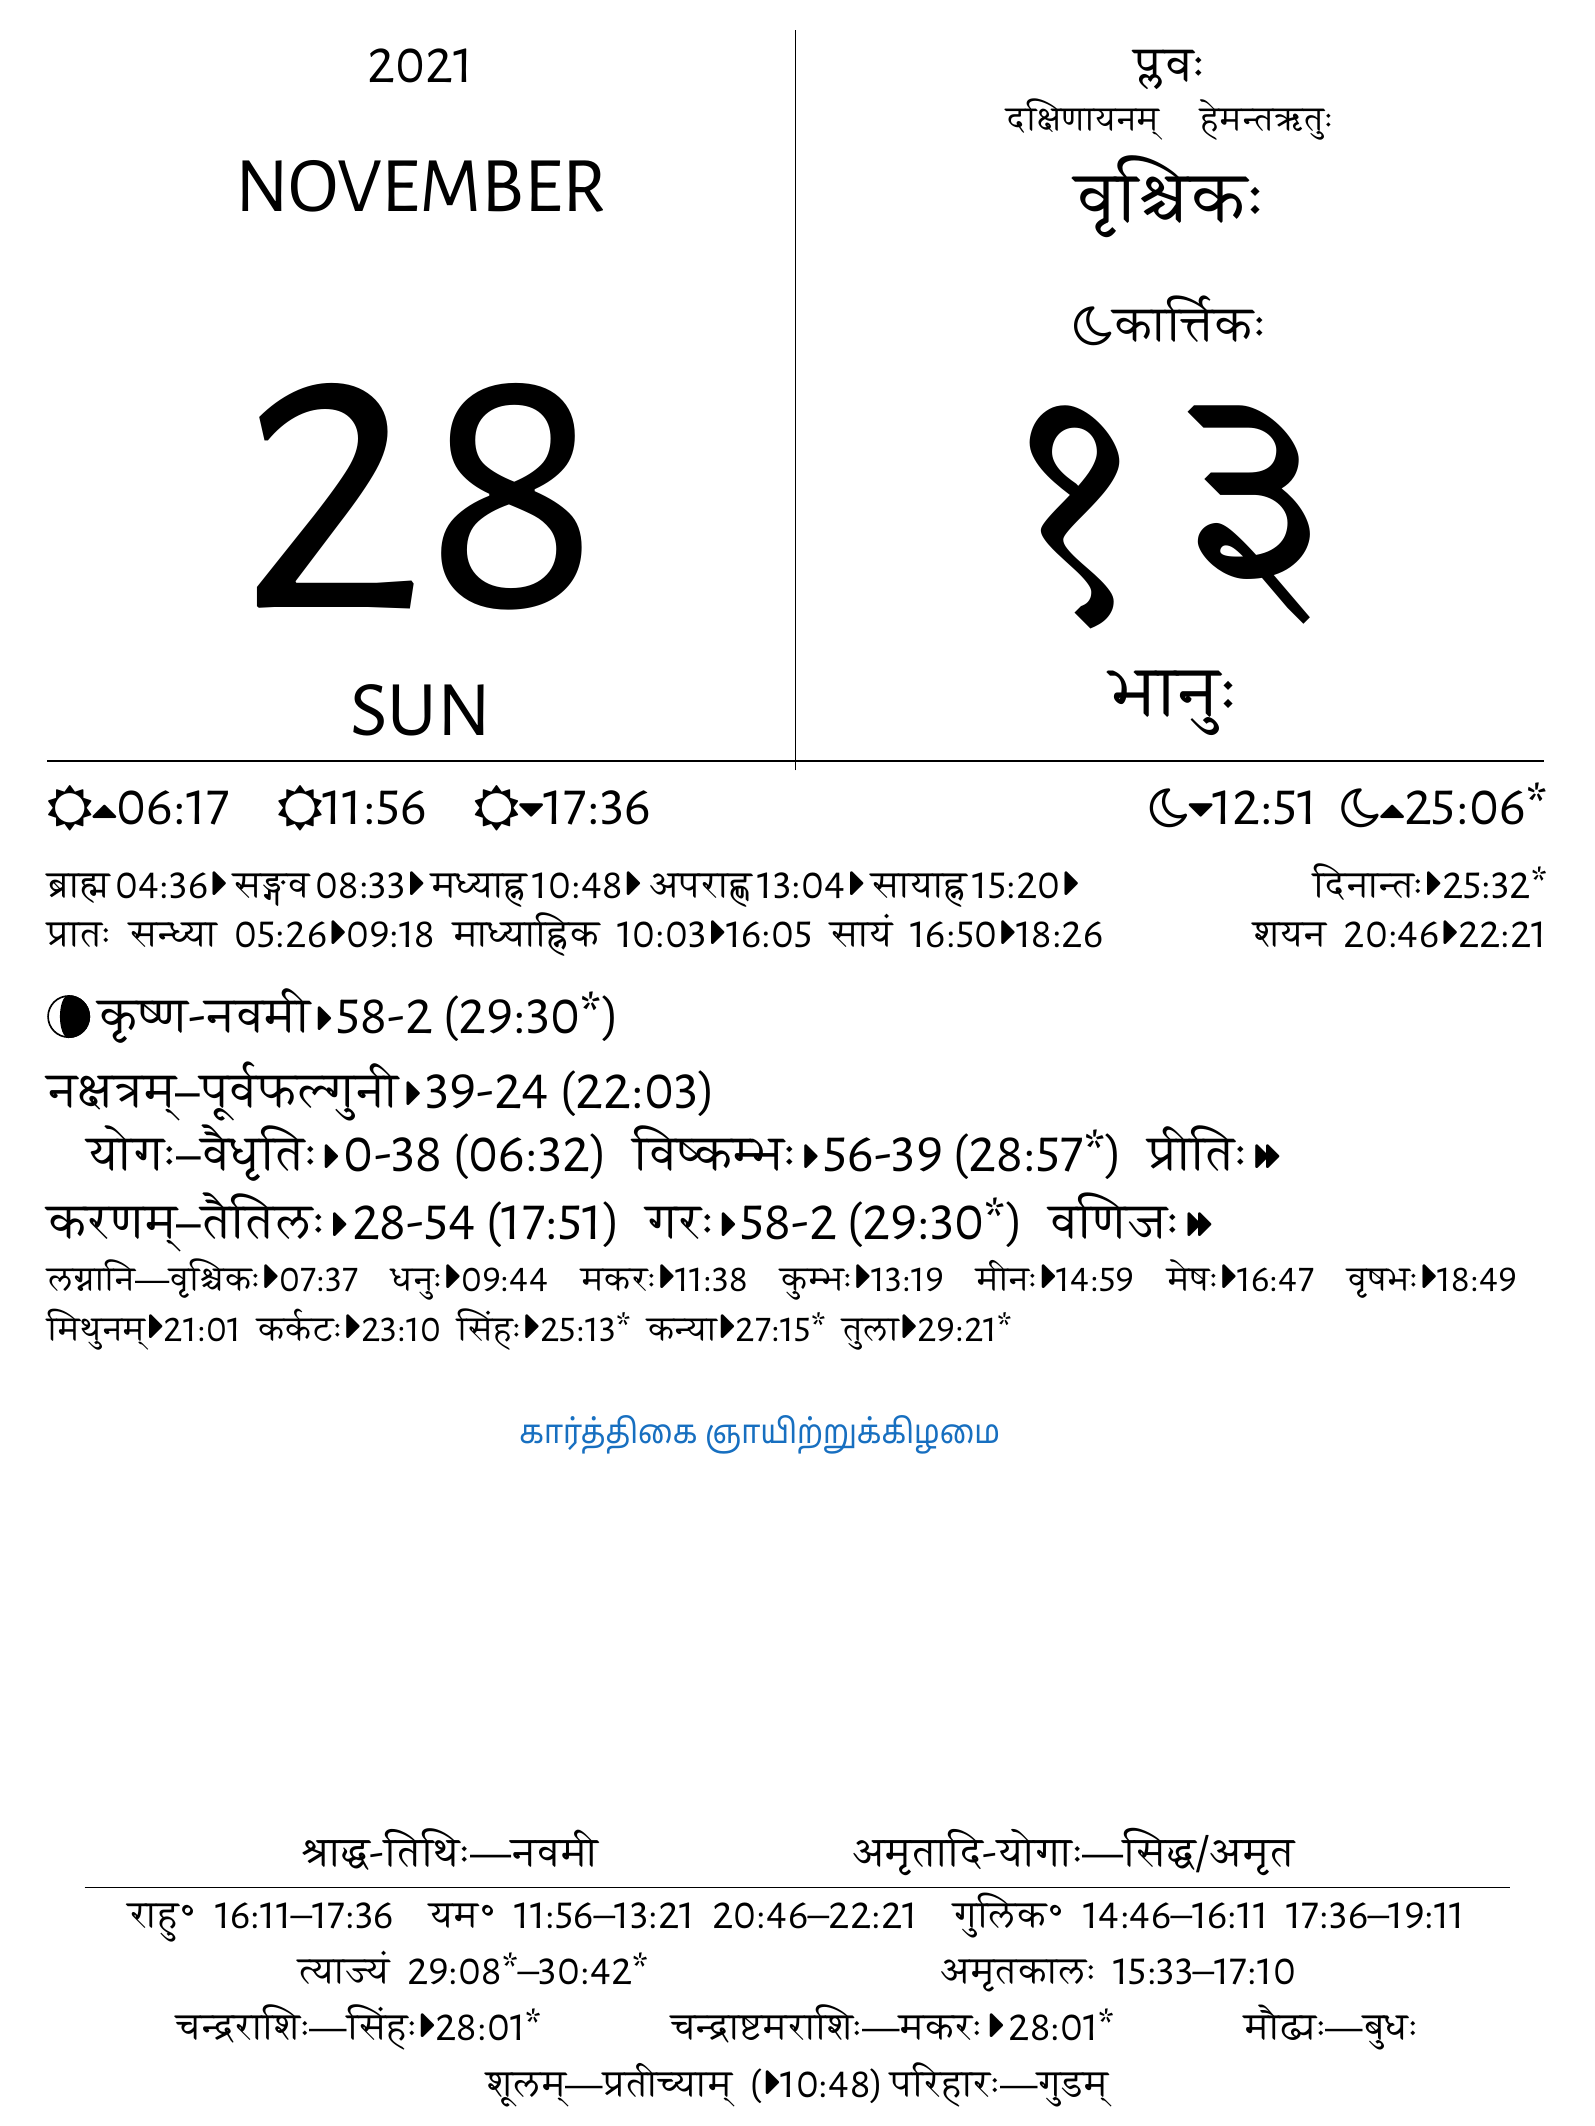 2021
NOVEMBER
28
SUN
प्लवः
दक्षिणायनम् हेमन्तऋतुः
वृश्चिकः
कार्त्तिकः
१३
भानुः
06:17 11:56 17:36 12:51 25:06*
ब्राह्म 04:36 सङ्गव 08:33 मध्याह्न 10:48 अपराह्ण 13:04 सायाह्न 15:20 दिनान्तः 25:32*
प्रातः सन्ध्या 05:26 09:18 माध्याह्निक 10:03 16:05 सायं 16:50 18:26 शयन 20:46 22:21
कृष्ण-नवमी 58-2 (29:30*)
नक्षत्रम्–पूर्वफल्गुनी 39-24 (22:03)
योगः–वैधृतिः 0-38 (06:32) विष्कम्भः 56-39 (28:57*) प्रीतिः
करणम्–तैतिलः 28-54 (17:51) गरः 58-2 (29:30*) वणिजः
लग्नानि—वृश्चिकः 07:37 धनुः 09:44 मकरः 11:38 कुम्भः 13:19 मीनः 14:59 मेषः 16:47 वृषभः 18:49
मिथुनम् 21:01 कर्कटः 23:10 सिंहः 25:13* कन्या 27:15* तुला 29:21*
கார்த்திகை ஞாயிற்றுக்கிழமை
श्राद्ध-तिथिः—नवमी अमृतादि-योगाः—सिद्ध/अमृत
राहु॰ 16:11–17:36 यम॰ 11:56–13:21 20:46–22:21 गुलिक॰ 14:46–16:11 17:36–19:11
त्याज्यं 29:08*–30:42* अमृतकालः 15:33–17:10
चन्द्रराशिः—सिंहः 28:01* चन्द्राष्टमराशिः—मकरः 28:01* मौढ्यः—बुधः
शूलम्—प्रतीच्याम् (10:48) परिहारः—गुडम्